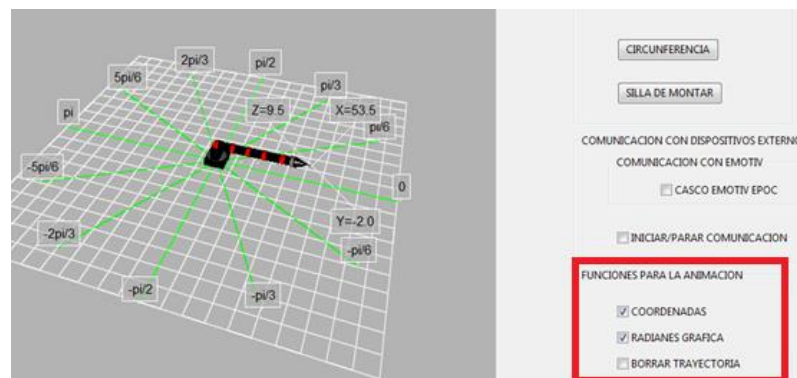 2pi/3
pi/2
5pi/6
pi/3
pi
Z=9.5
X=53.5
pi/6
-5pi/6
0
-2pi/3
Y=-2.0
-pi/6
-pi/2
-pi/3
CIRCUNFERENCIA
SILLA DE MONTAR
COMUNICACION CON DISPOSITIVOS EXTERNO
COMUNICACION CON EMOTIV
CASCO EMOTIV EPOC
INICIAR/PARAR COMUNICACION
FUNCIONES PARA LA ANIMACION
COORDENADAS
RADIANES GRAFICA
BORRAR TRAYECTORIA